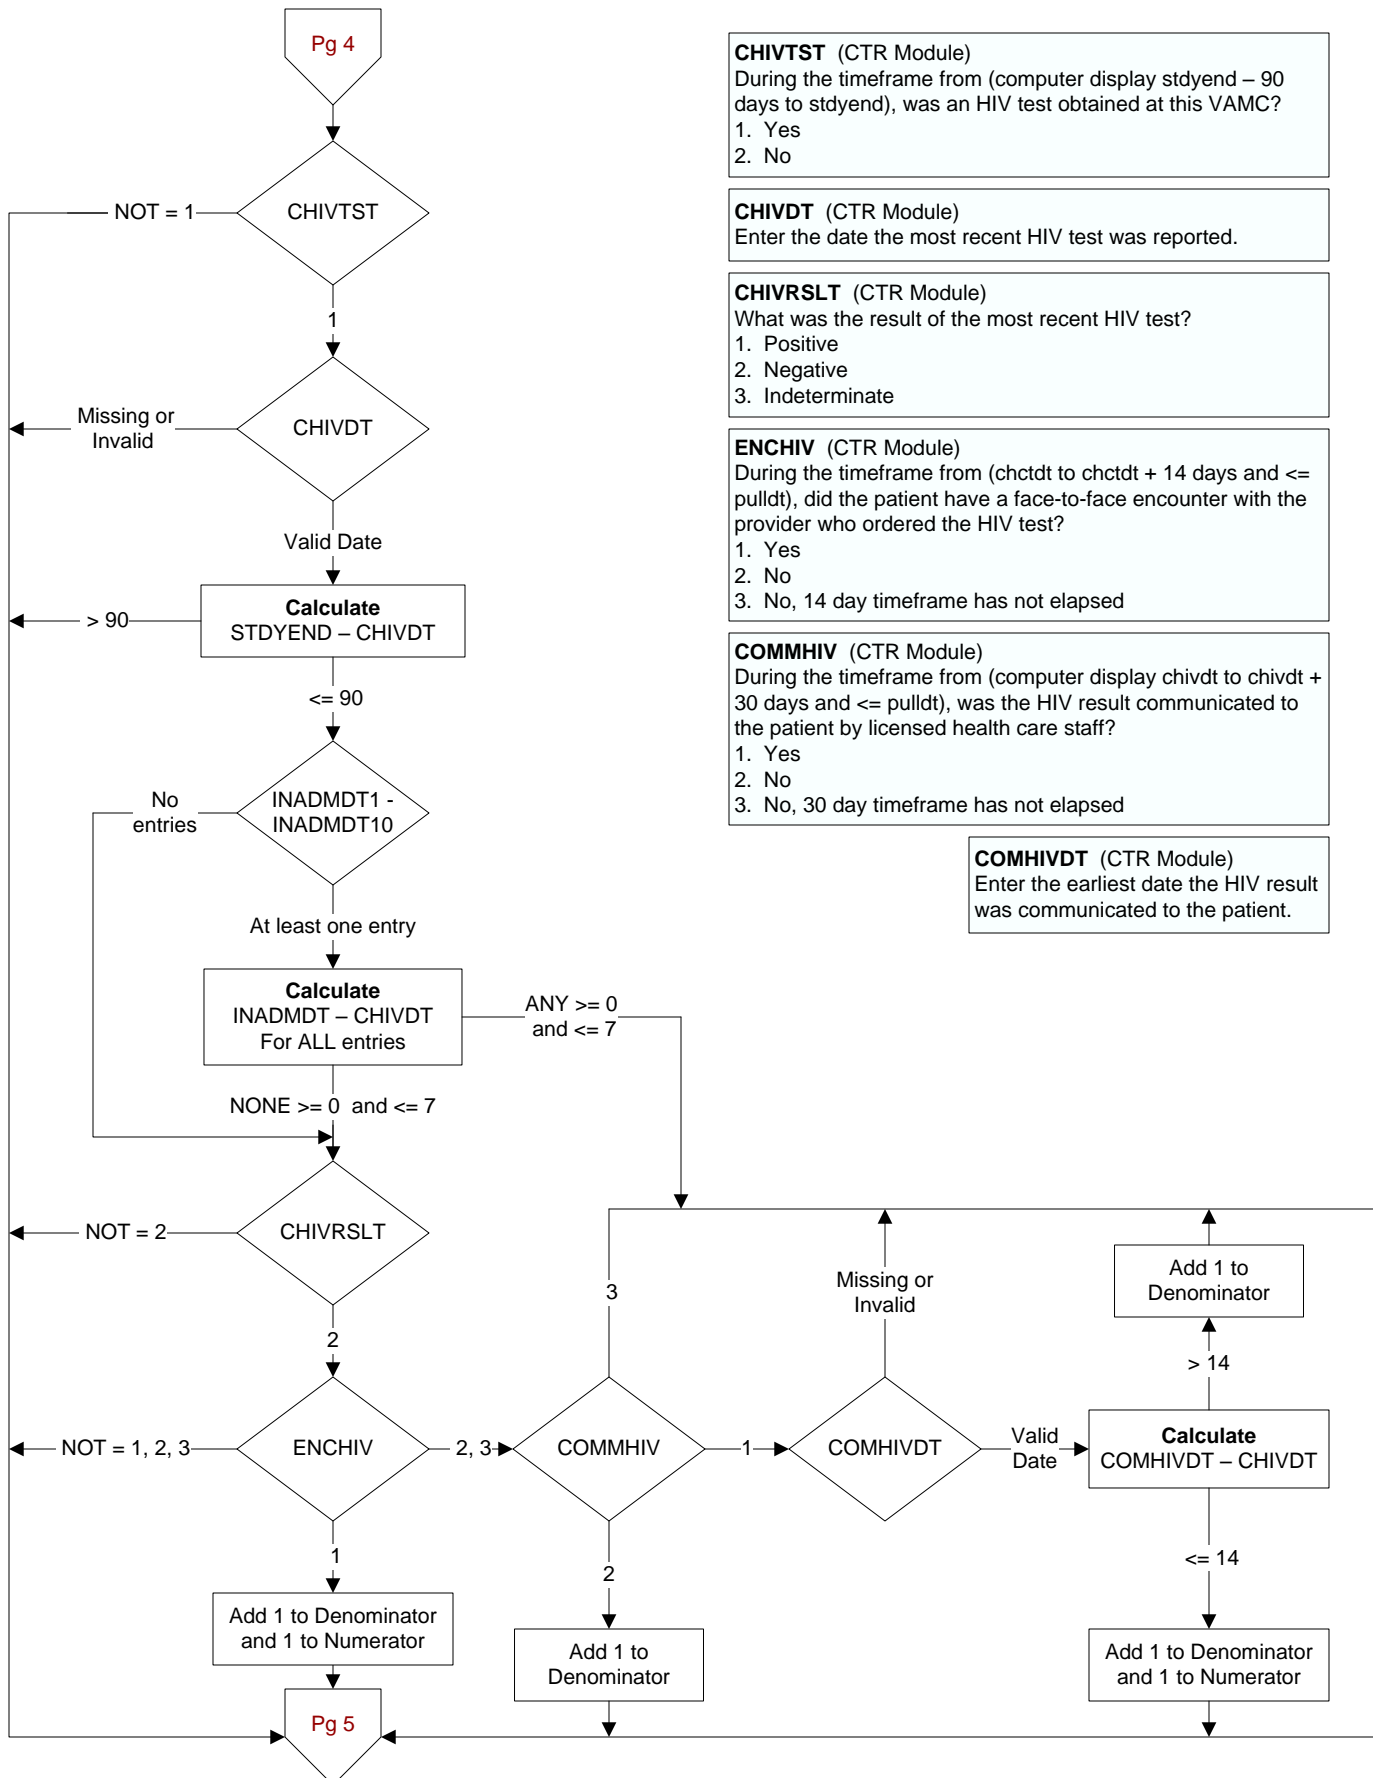 Pg 4
CHIVTST (CTR Module)
During the timeframe from (computer display stdyend – 90
days to stdyend), was an HIV test obtained at this VAMC?
1. Yes
2. No
CHIVDT (CTR Module)
Enter the date the most recent HIV test was reported.
CHIVRSLT (CTR Module)
What was the result of the most recent HIV test?
1. Positive
2. Negative
3. Indeterminate
ENCHIV (CTR Module)
During the timeframe from (chctdt to chctdt + 14 days and <=
pulldt), did the patient have a face-to-face encounter with the
provider who ordered the HIV test?
1. Yes
2. No
3. No, 14 day timeframe has not elapsed
COMMHIV (CTR Module)
During the timeframe from (computer display chivdt to chivdt +
30 days and <= pulldt), was the HIV result communicated to
the patient by licensed health care staff?
1. Yes
2. No
3. No, 30 day timeframe has not elapsed
COMHIVDT (CTR Module)
Enter the earliest date the HIV result
was communicated to the patient.
NOT = 1
CHIVTST
1
Missing or
Invalid
CHIVDT
Valid Date
> 90
Calculate
STDYEND – CHIVDT
<= 90
No
entries
INADMDT1 -
INADMDT10
At least one entry
Calculate
INADMDT – CHIVDT
For ALL entries
ANY >= 0
and <= 7
NONE >= 0 and <= 7
NOT = 2
CHIVRSLT
2
3
Missing or
Invalid
Add 1 to
Denominator
> 14
NOT = 1, 2, 3
ENCHIV
2, 3
COMMHIV
1
COMHIVDT
Valid
Date
Calculate
COMHIVDT – CHIVDT
1
2
<= 14
Add 1 to Denominator
and 1 to Numerator
Add 1 to
Denominator
Add 1 to Denominator
and 1 to Numerator
Pg 5